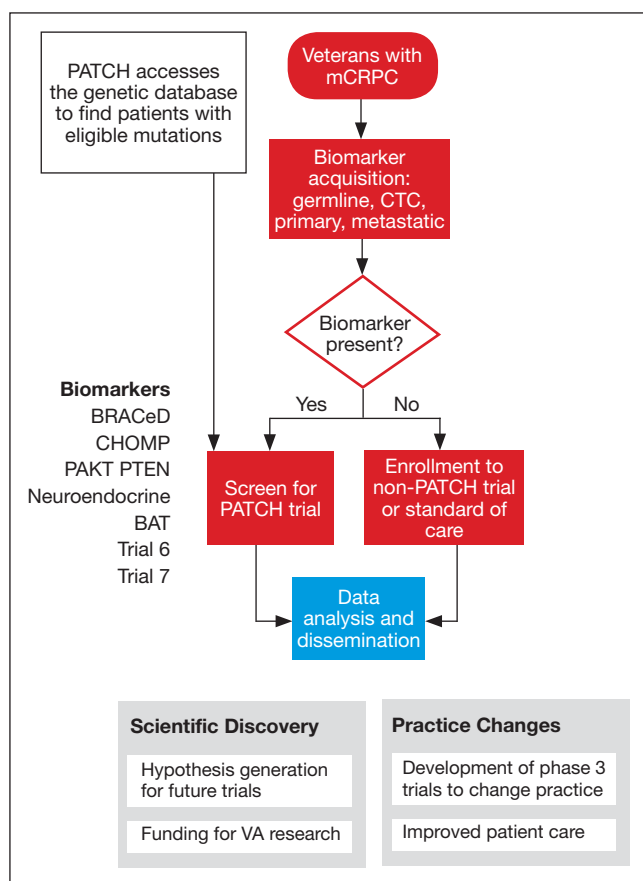 PATCH accesses
the genetic database
to find patients with
eligible mutations
Veterans with
mCRPC
Biomarker
acquisition:
germline, CTC,
primary, metastatic
Biomarker
present?
Yes
No
Biomarkers
BRACeD
CHOMP
PAKT PTEN
Neuroendocrine
BAT
Trial 6
Trial 7
Screen for
PATCH trial
Enrollment to
non-PATCH trial
or standard of
care
Data
analysis and
dissemination
Scientific Discovery
Hypothesis generation
for future trials
Funding for VA research
Practice Changes
Development of phase 3
trials to change practice
Improved patient care